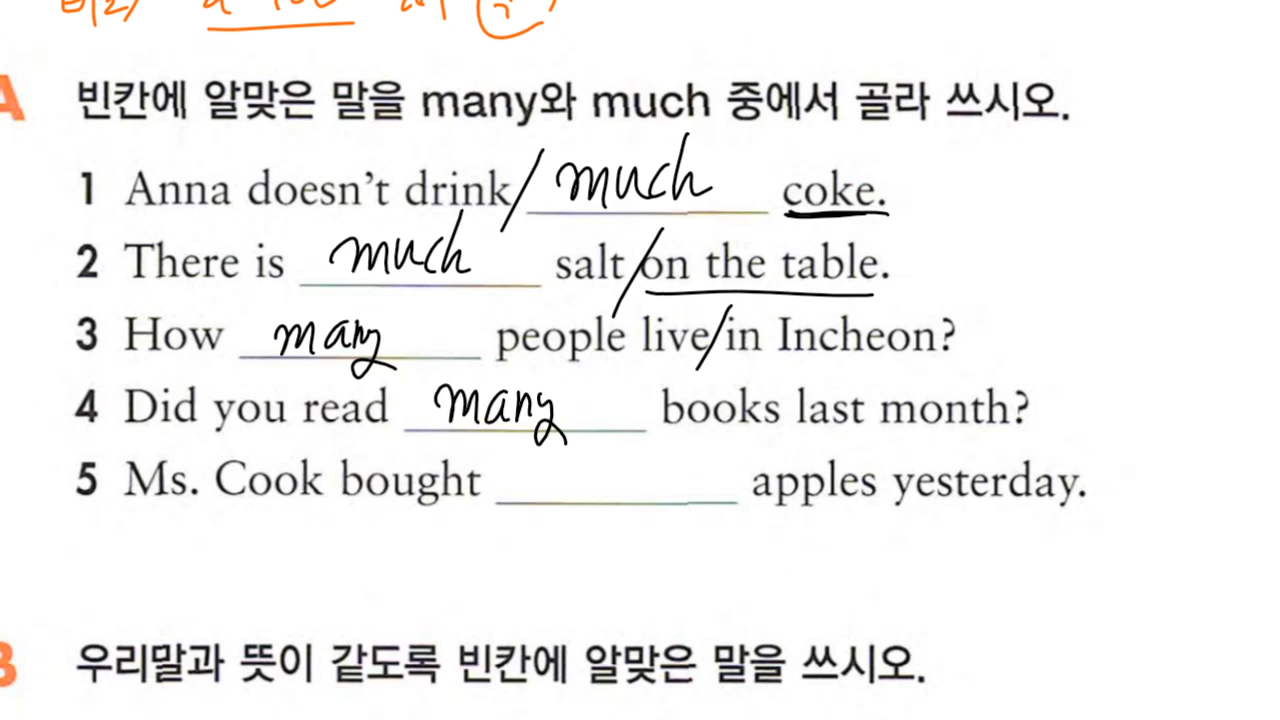 A 빈칸에 알맞은 말을 many와 much 중에서 골라 쓰시오.
1 Anna doesn't drink / much coke.
2 There is much salt / on the table.
3 How many people live / in Incheon?
4 Did you read many books last month?
5 Ms. Cook bought ________ apples yesterday.
B 우리말과 뜻이 같도록 빈칸에 알맞은 말을 쓰시오.